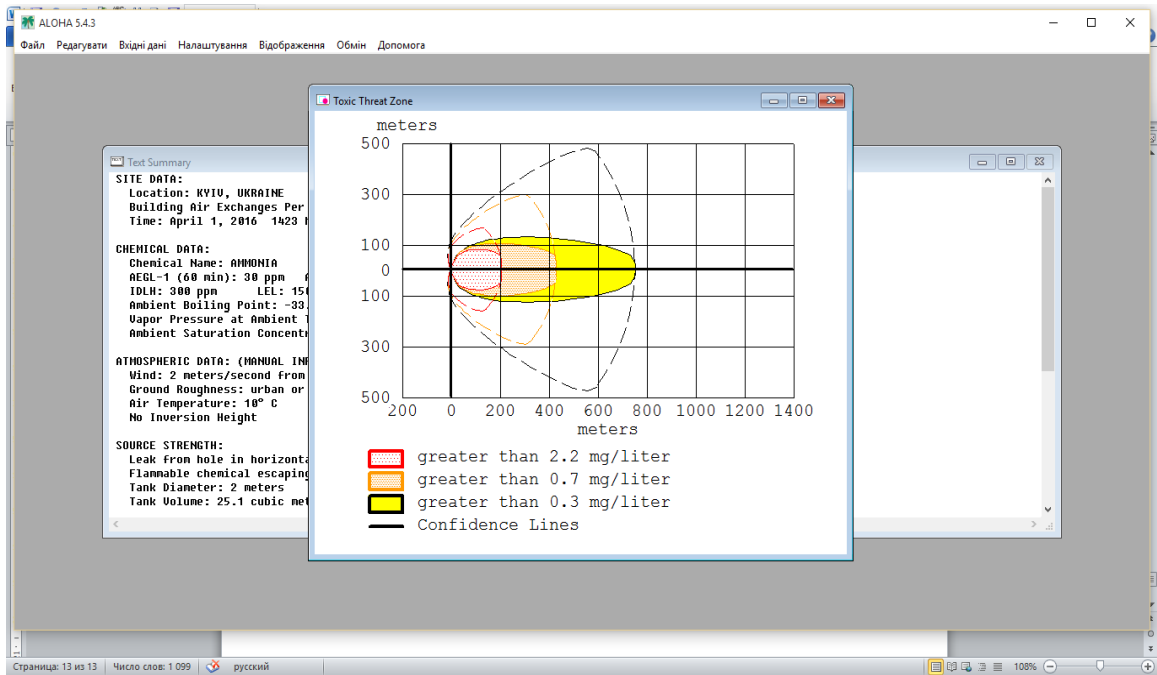 ALOHA 5.4.3
Файл Редагувати Вхідні дані Налаштування Відображення Обмін Допомога
Text Summary
SITE DATA:
Location: KYIV, UKRAINE
Building Air Exchanges Per
Time: April 1, 2016 1423
CHEMICAL DATA:
Chemical Name: AMMONIA
AEGL-1 (60 min): 30 ppm
IDLH: 300 ppm LEL:
Ambient Boiling Point: -33.
Vapor Pressure at Ambient
Ambient Saturation
ATMOSPHERIC DATA: (MANUAL
Wind: 2 meters/second from
Ground Roughness: urban or
Air Temperature: 10° C
No Inversion Height
SOURCE STRENGTH:
Leak from hole in
Flammable chemical escaping
Tank Diameter: 2 meters
Tank Volume: 25.1 cubic
Toxic Threat Zone
meters
500
300
100
0
100
300
500
200 0 200 400 600 800 1000 1200 1400
meters
greater than 2.2 mg/liter
greater than 0.7 mg/liter
greater than 0.3 mg/liter
Confidence Lines
Страница: 13 из 13 Число слов: 1 099 русский 108%